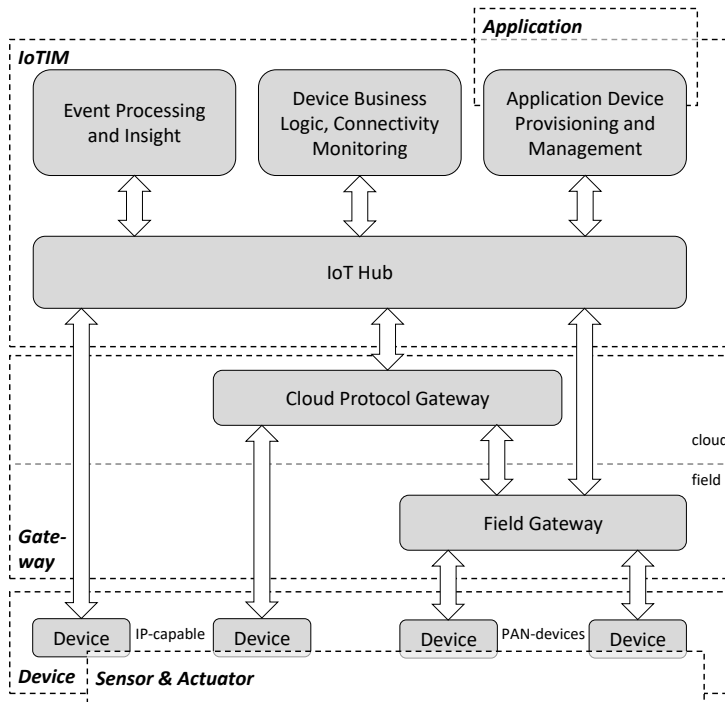 Application
IoTIM
Event Processing
and Insight
Device Business
Logic, Connectivity
Monitoring
Application Device
Provisioning and
Management
IoT Hub
Cloud Protocol Gateway
cloud
field
Field Gateway
Gate-
way
Device
IP-capable
Device
Device
PAN-devices
Device
Device
Sensor & Actuator